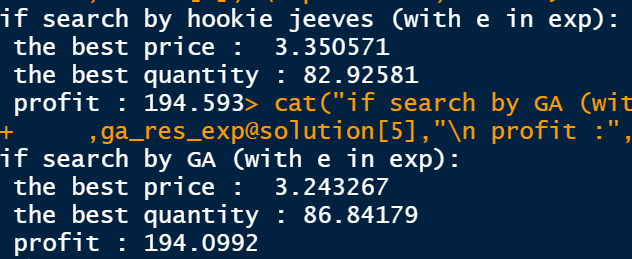 if search by hookie jeeves (with e in exp):
the best price :  3.350571
the best quantity : 82.92581
profit : 194.593> cat("if search by GA (wit
+     ,ga_res_exp@solution[5],"\n profit :",
if search by GA (with e in exp):
the best price :  3.243267
the best quantity : 86.84179
profit : 194.0992